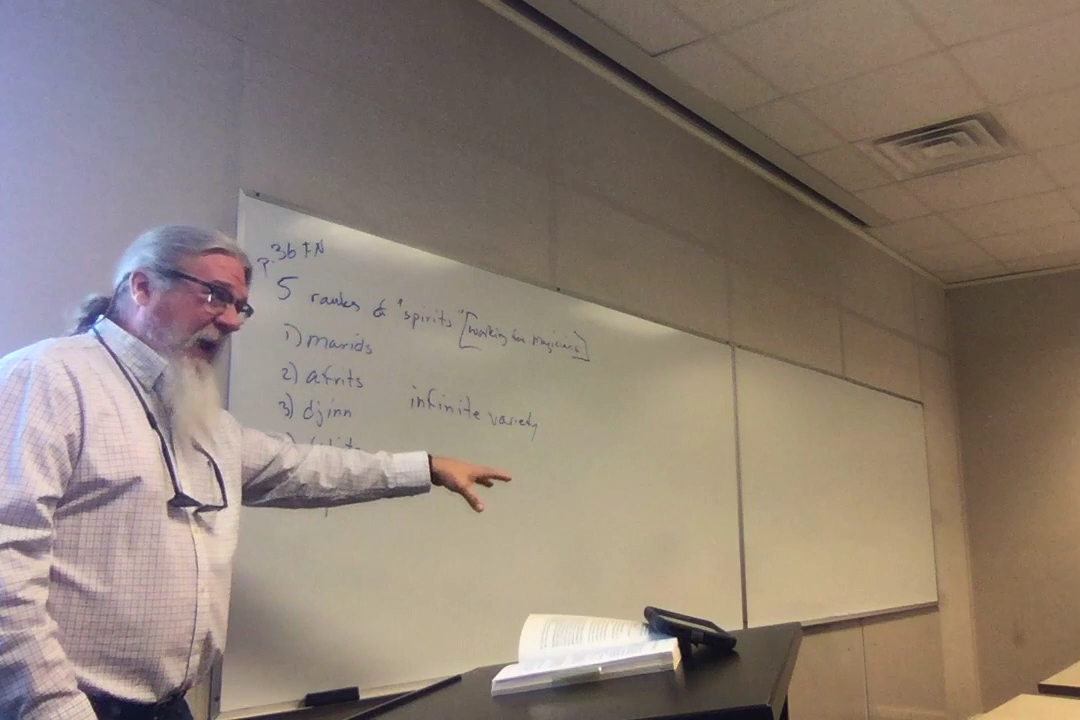 p. 36 FN
5 ranks of "spirits" [working for magicians]
1) marids
2) afrits
3) djinn
infinite variety